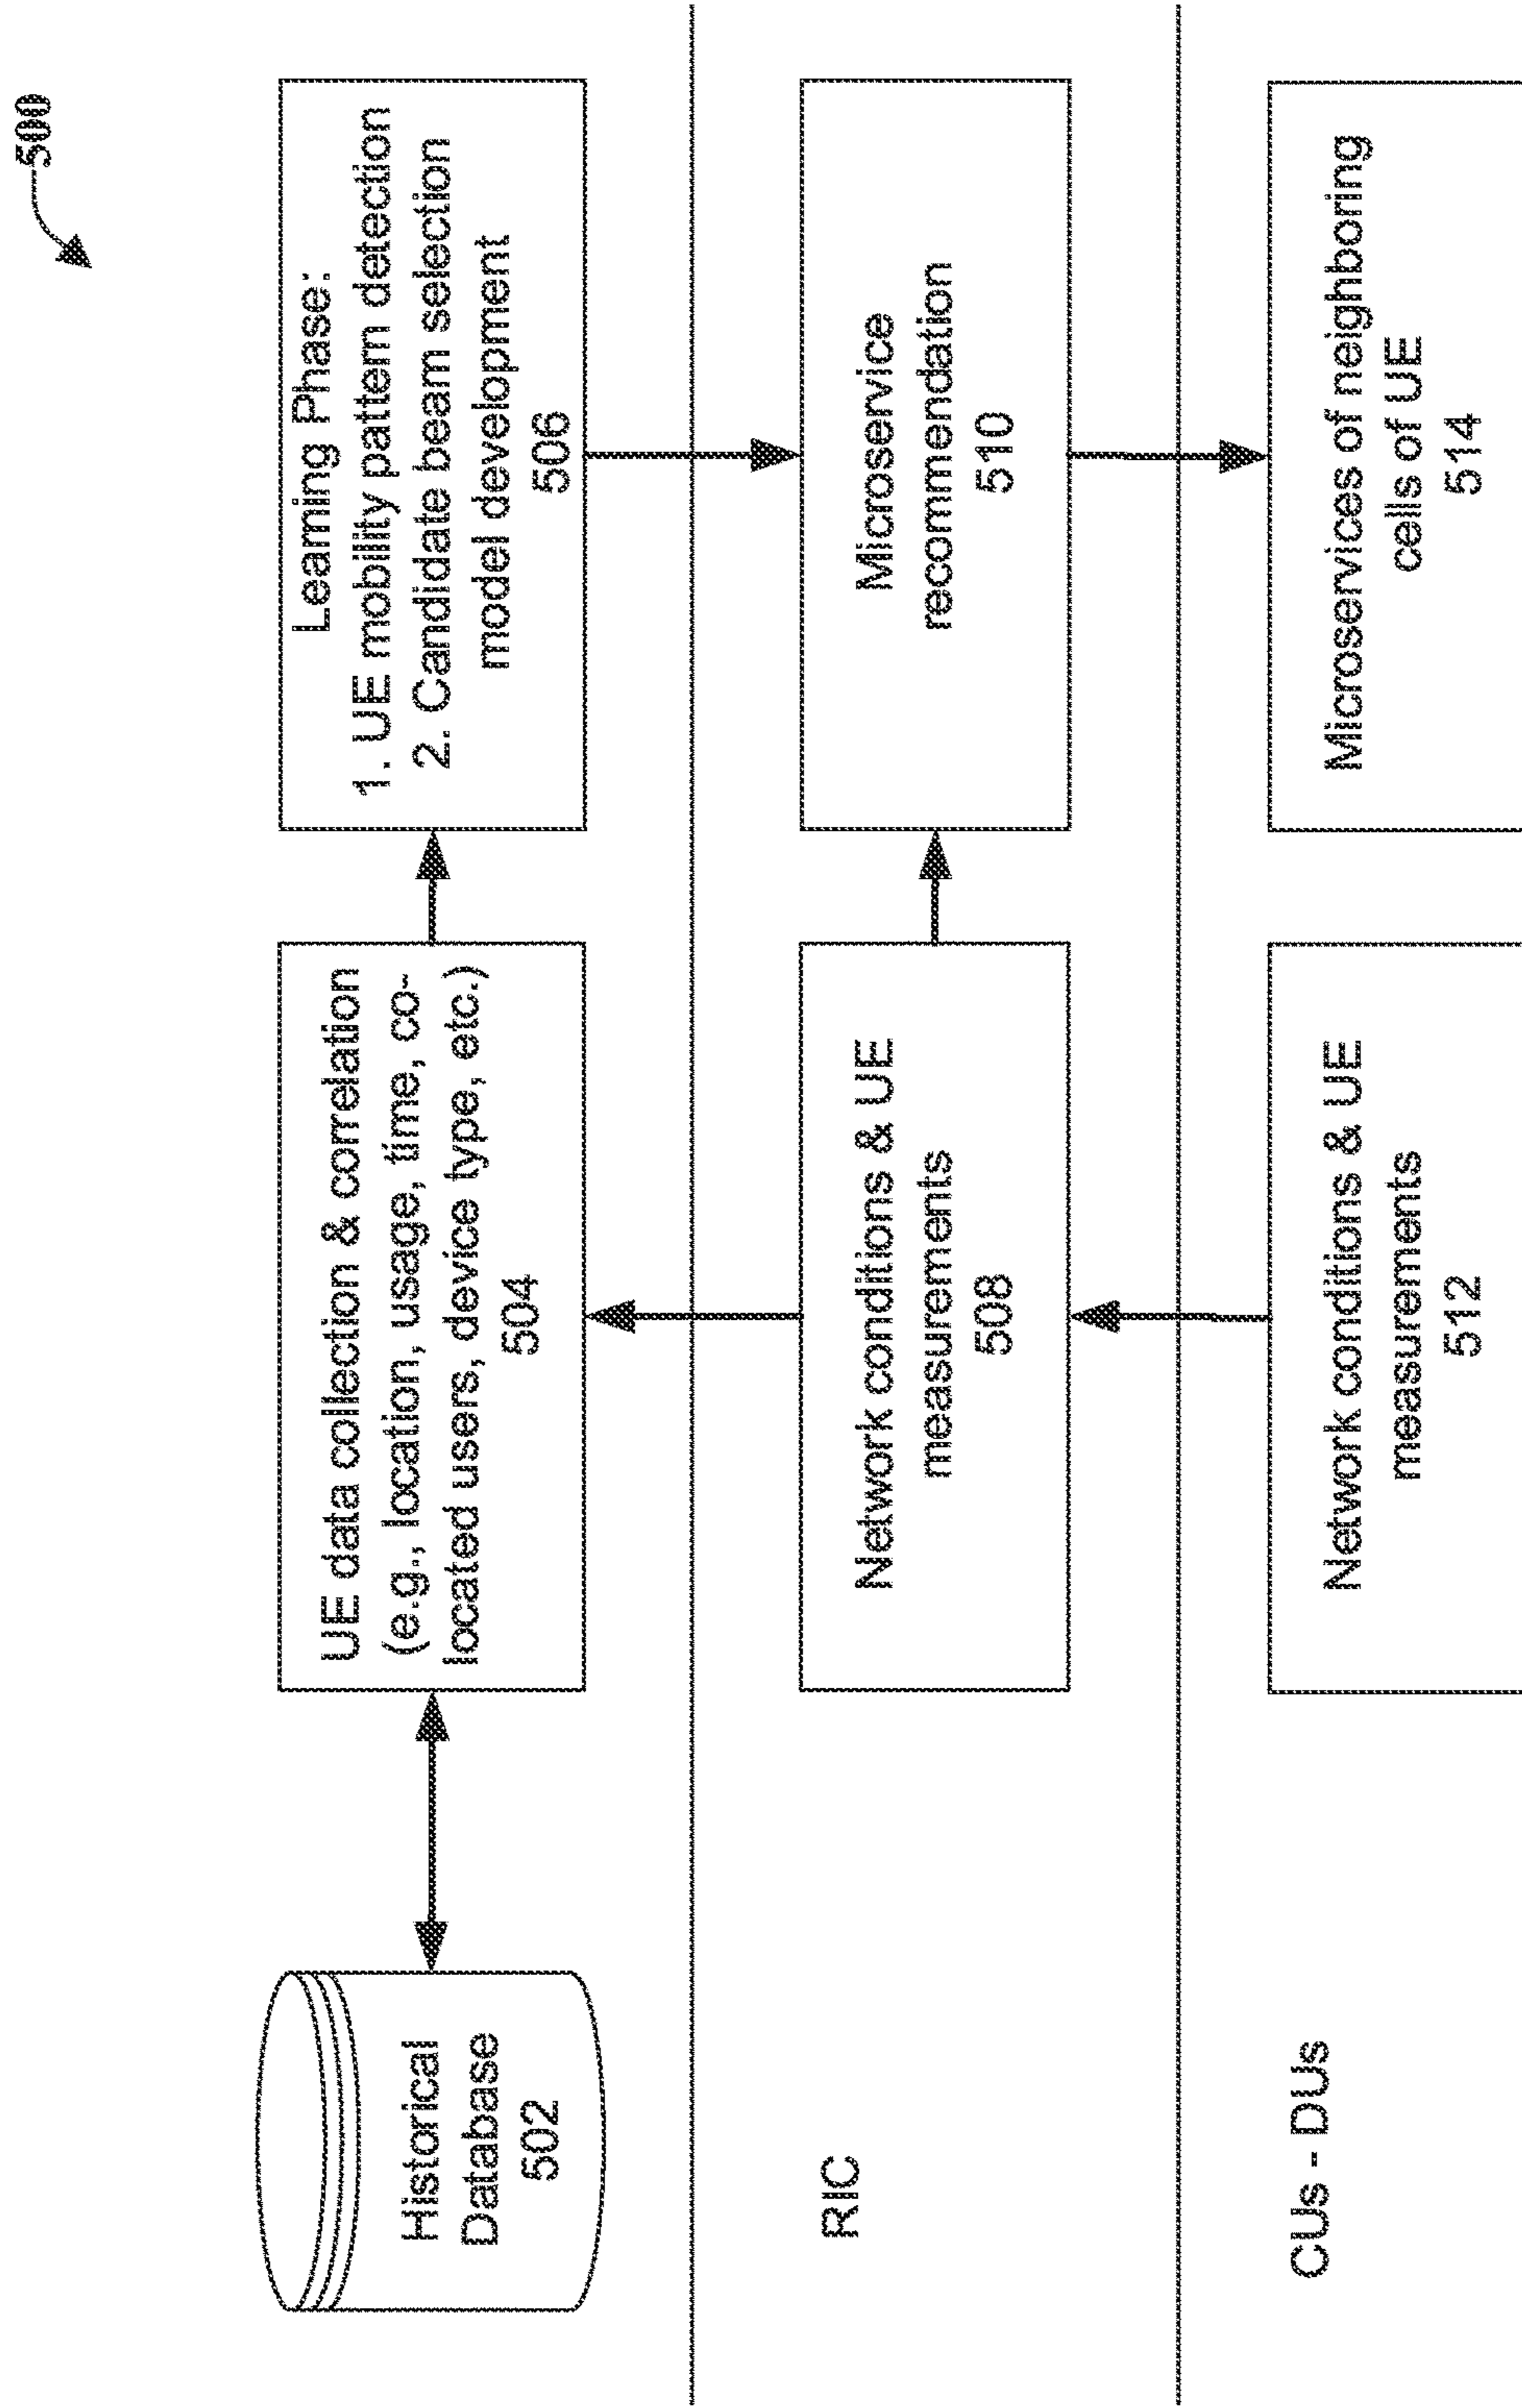 500
Historical
Database
502
UE data collection & correlation
(e.g., location, usage, time, co-
located users, device type, etc.)
504
Learning Phase:
1. UE mobility pattern detection
2. Candidate beam selection
model development
506
RIC
Network conditions & UE
measurements
508
Microservice
recommendation
510
CUs - DUs
Network conditions & UE
measurements
512
Microservices of neighboring
cells of UE
514